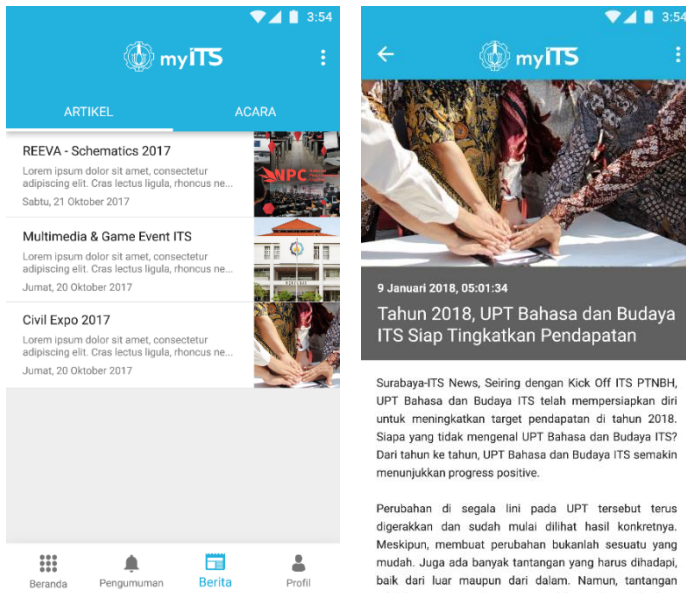 3:54
myITS
ARTIKEL
ACARA
REEVA - Schematics 2017
Lorem ipsum dolor sit amet, consectetur
adipiscing elit. Cras lectus ligula, rhoncus ne...
Sabtu, 21 Oktober 2017
NPC
Multimedia & Game Event ITS
Lorem ipsum dolor sit amet, consectetur
adipiscing elit. Cras lectus ligula, rhoncus ne...
Jumat, 20 Oktober 2017
Civil Expo 2017
Lorem ipsum dolor sit amet, consectetur
adipiscing elit. Cras lectus ligula, rhoncus ne...
Jumat, 20 Oktober 2017
Beranda
Pengumuman
Berita
Profil
3:54
myITS
9 Januari 2018, 05:01:34
Tahun 2018, UPT Bahasa dan Budaya
ITS Siap Tingkatkan Pendapatan
Surabaya-ITS News, Seiring dengan Kick Off ITS PTNBH,
UPT Bahasa dan Budaya ITS telah mempersiapkan diri
untuk meningkatkan target pendapatan di tahun 2018.
Siapa yang tidak mengenal UPT Bahasa dan Budaya ITS?
Dari tahun ke tahun, UPT Bahasa dan Budaya ITS semakin
menunjukkan progress positive.
Perubahan di segala lini pada UPT tersebut terus
digerakkan dan sudah mulai dilihat hasil konkretnya.
Meskipun, membuat perubahan bukanlah sesuatu yang
mudah. Juga ada banyak tantangan yang harus dihadapi,
baik dari luar maupun dari dalam. Namun, tantangan